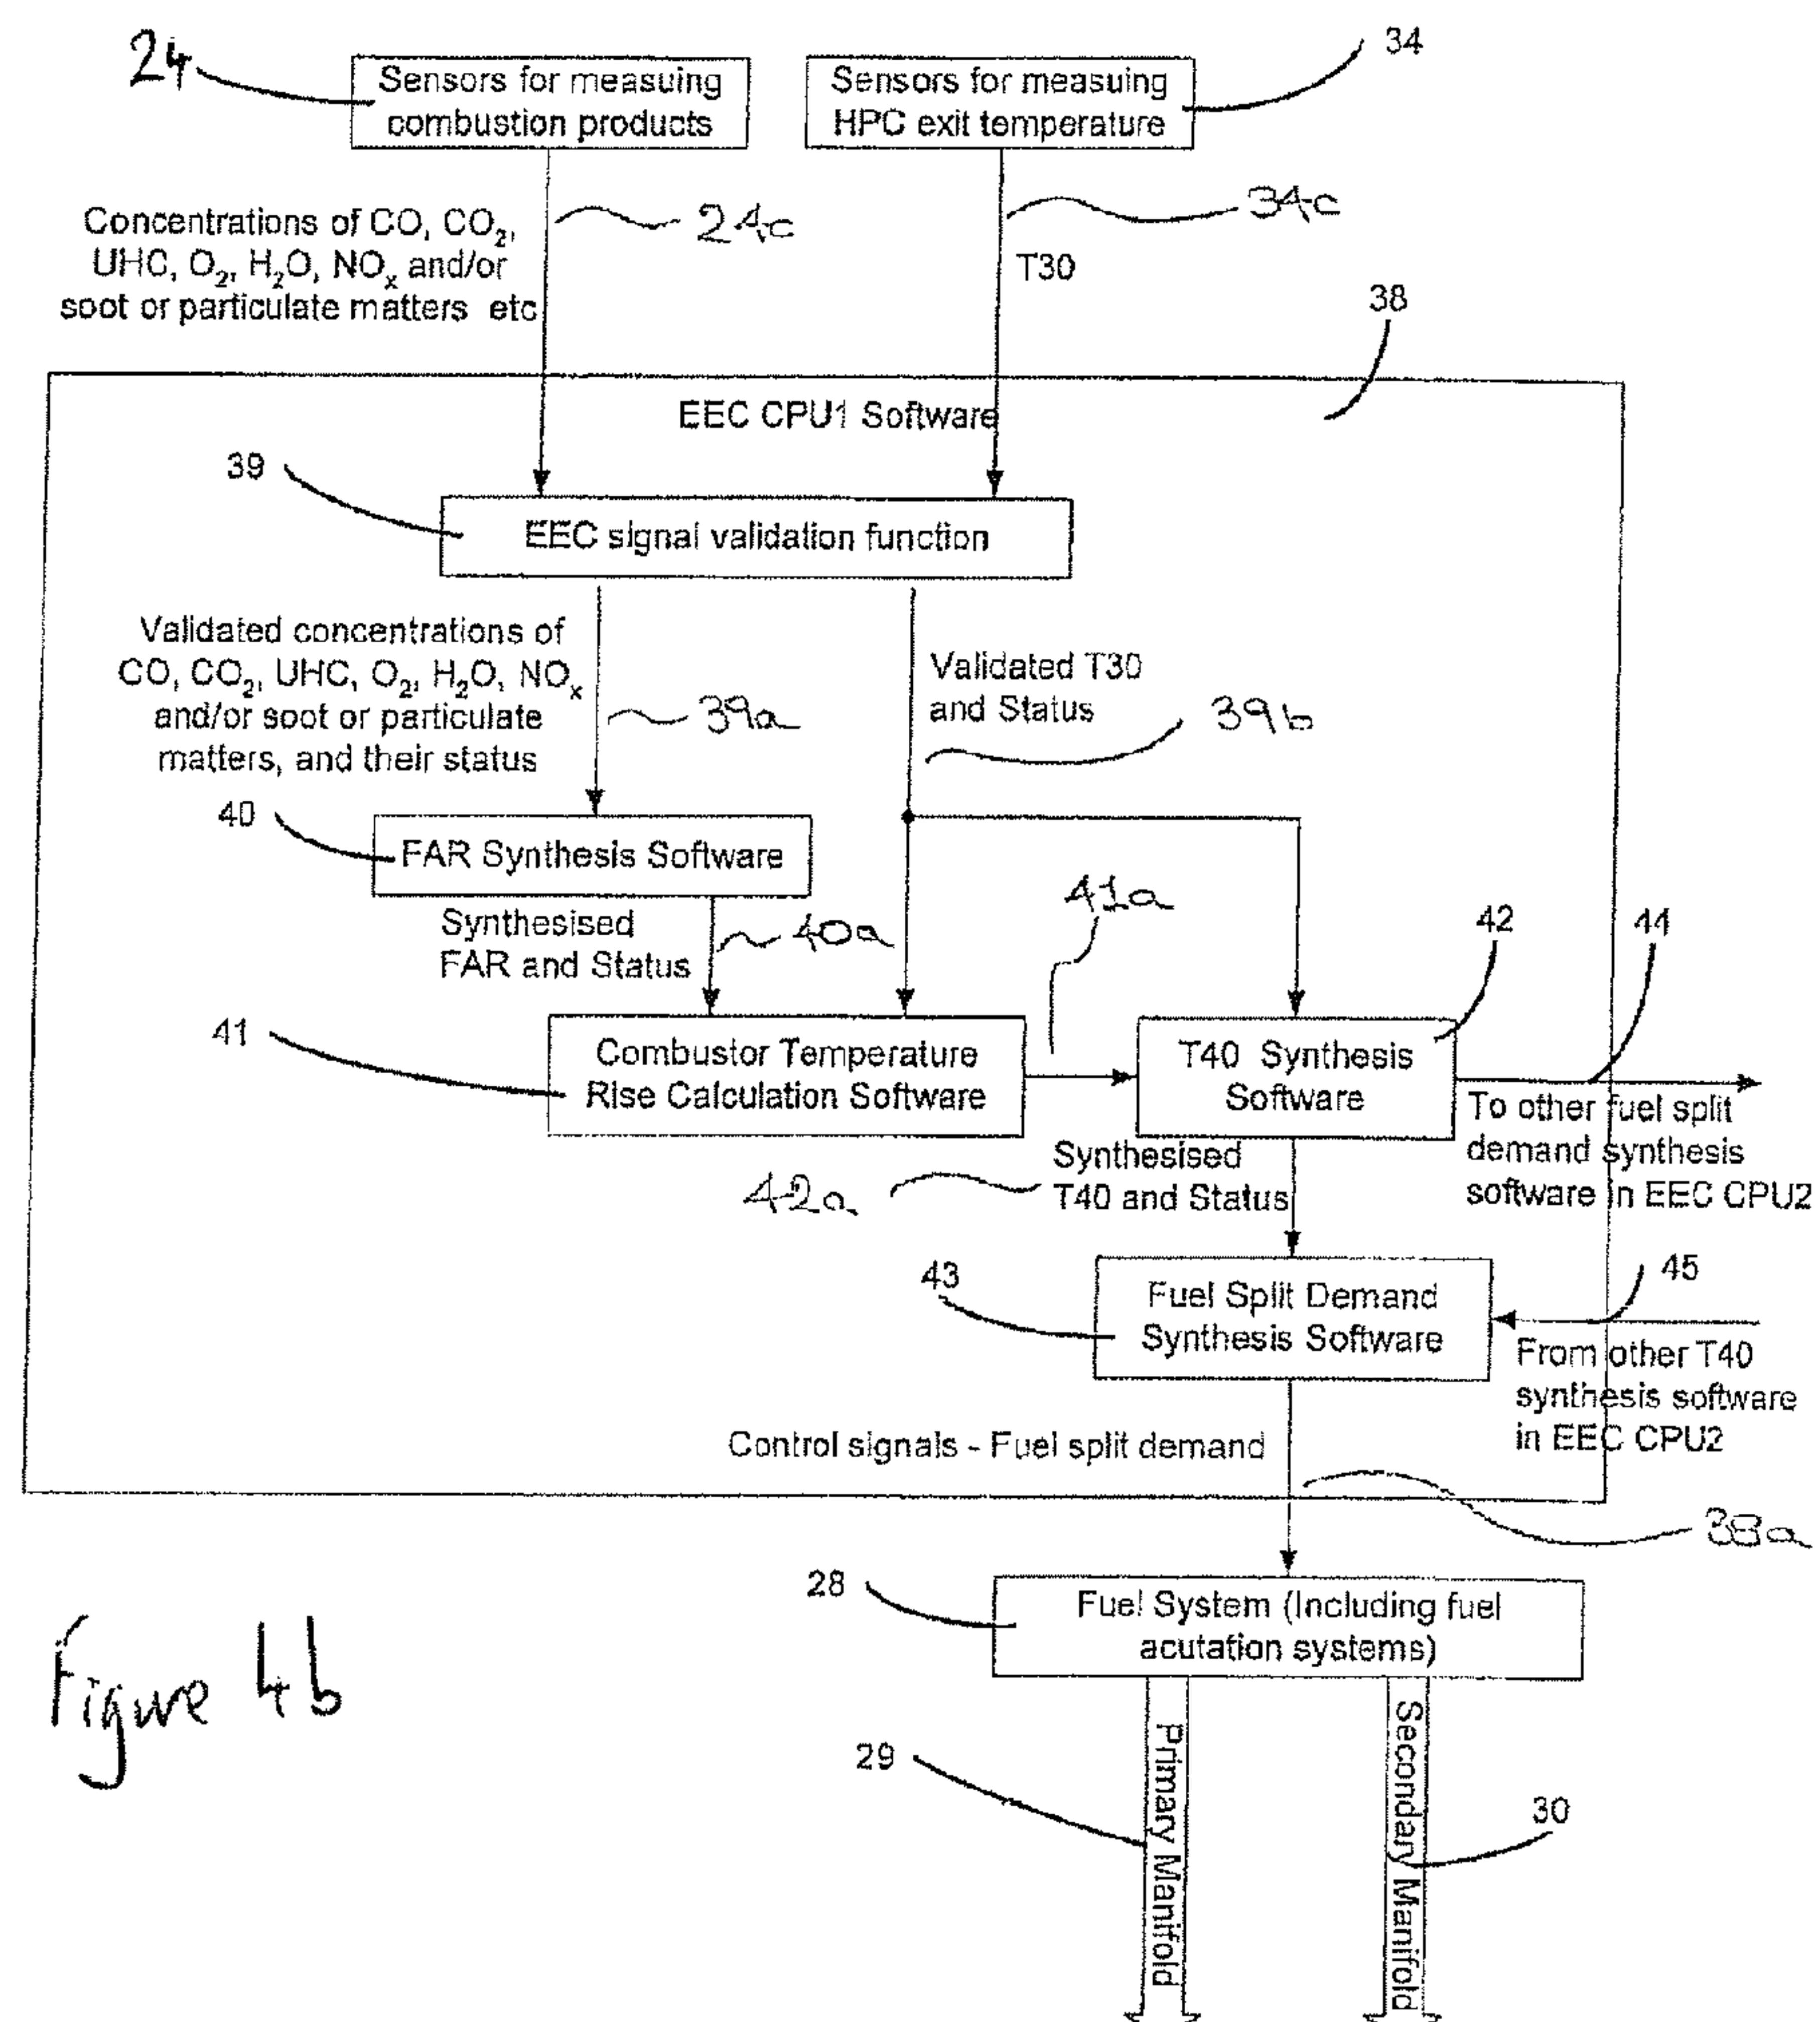 24
Sensors for measuing
combustion products
Sensors for measuing
HPC exit temperature
34
Concentrations of CO, CO₂,
UHC, O₂, H₂O, NOₓ and/or
soot or particulate matters etc
24c
34c
T30
38
EEC CPU1 Software
39
EEC signal validation function
Validated concentrations of
CO, CO₂, UHC, O₂, H₂O, NOₓ
and/or soot or particulate
matters, and their status
39a
Validated T30
and Status
39b
40
FAR Synthesis Software
Synthesised
FAR and Status
40a
41a
42
44
41
Combustor Temperature
Rise Calculation Software
T40 Synthesis
Software
To other fuel split
demand synthesis
software in EEC CPU2
42a
Synthesised
T40 and Status
43
Fuel Split Demand
Synthesis Software
45
From other T40
synthesis software
in EEC CPU2
Control signals - Fuel split demand
38a
28
Fuel System (Including fuel
acutation systems)
Figure 4b
29
Primary Manifold
Secondary Manifold
30